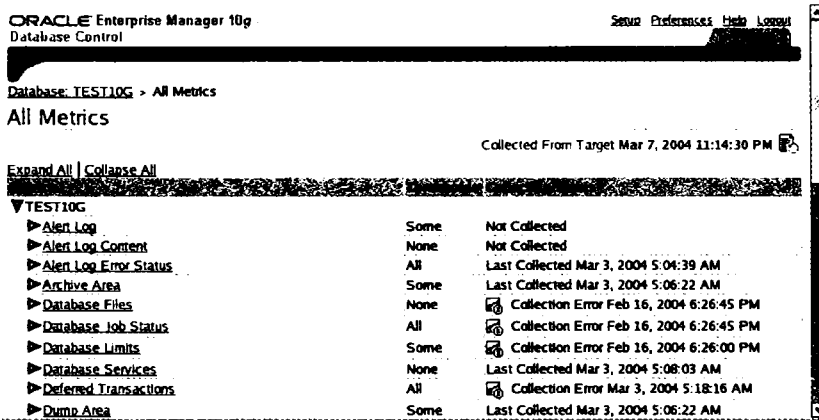 ORACLE Enterprise Manager 10g
Database Control
Setup Preferences Help Logout
Database: TEST10G > All Metrics
All Metrics
Collected From Target Mar 7, 2004 11:14:30 PM
Expand All | Collapse All
TEST10G
Alert Log Some Not Collected
Alert Log Content None Not Collected
Alert Log Error Status All Last Collected Mar 3, 2004 5:04:39 AM
Archive Area Some Last Collected Mar 3, 2004 5:06:22 AM
Database Files None Collection Error Feb 16, 2004 6:26:45 PM
Database Job Status All Collection Error Feb 16, 2004 6:26:45 PM
Database Limits Some Collection Error Feb 16, 2004 6:26:00 PM
Database Services None Last Collected Mar 3, 2004 5:08:03 AM
Deferred Transactions All Collection Error Mar 3, 2004 5:18:16 AM
Dump Area Some Last Collected Mar 3, 2004 5:06:22 AM